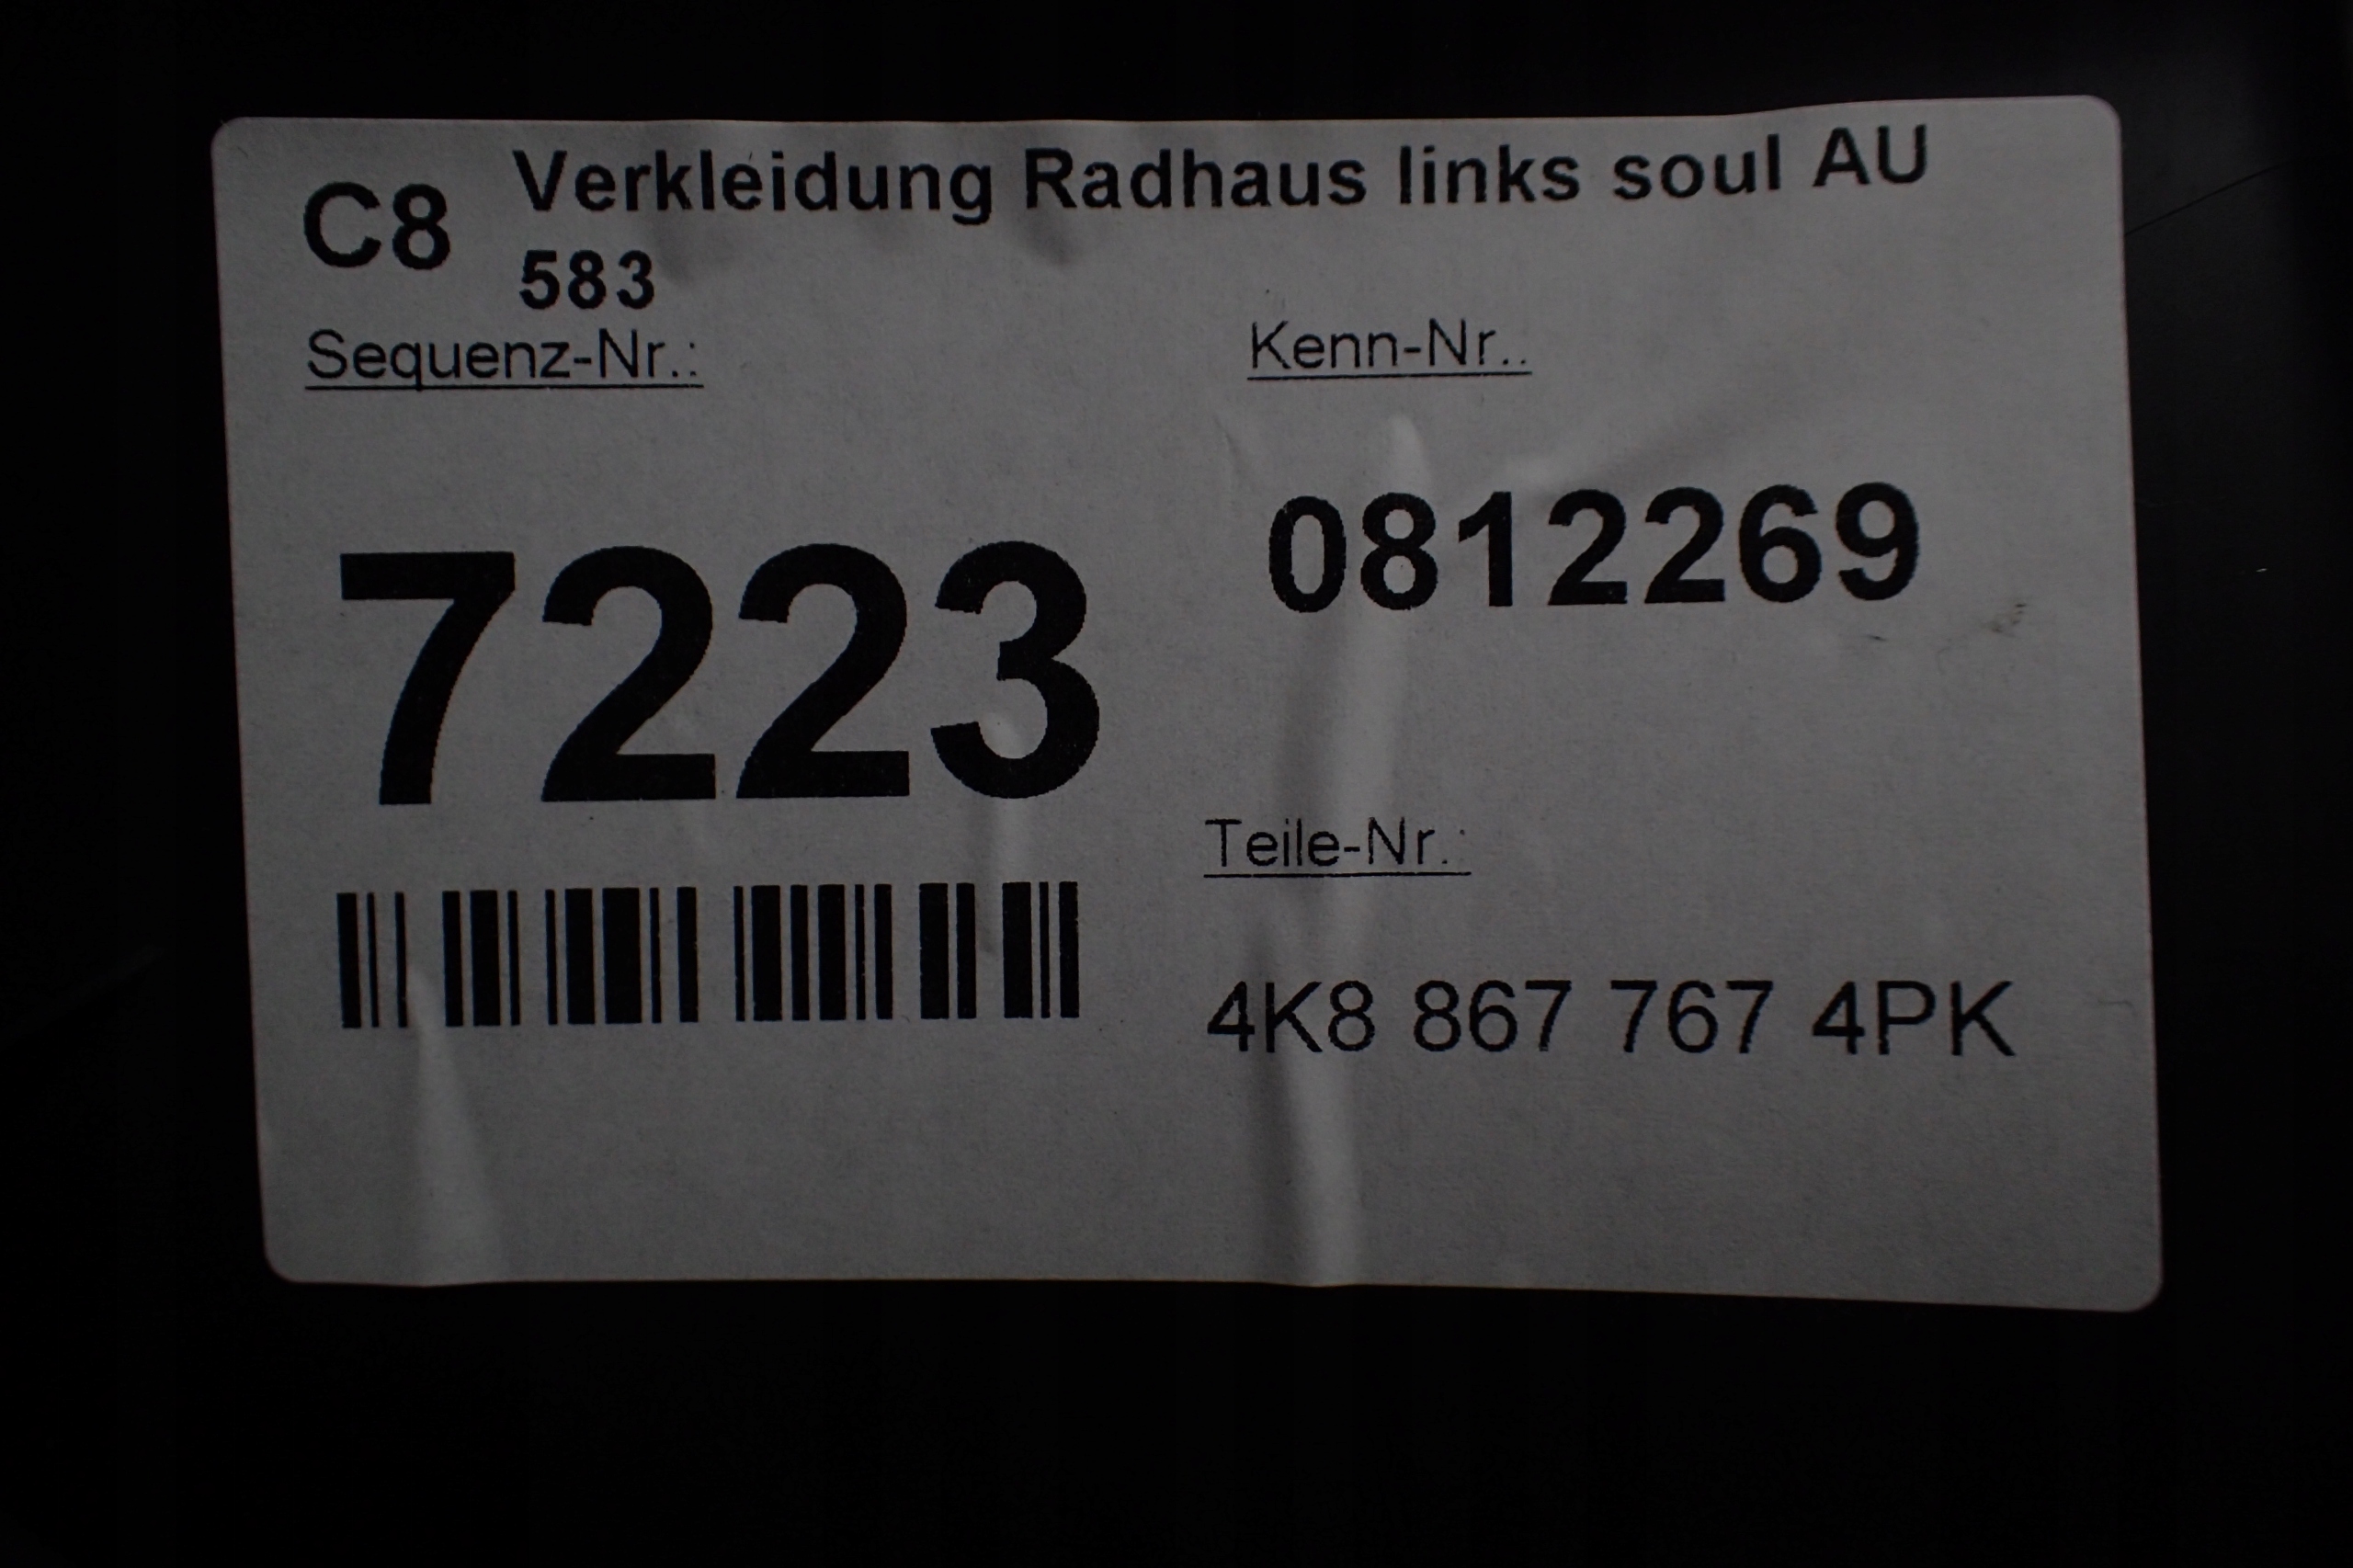 C8 Verkleidung Radhaus links soul AU
583
Sequenz-Nr.:
Kenn-Nr..
0812269
7223
Teile-Nr.:
4K8 867 767 4PK